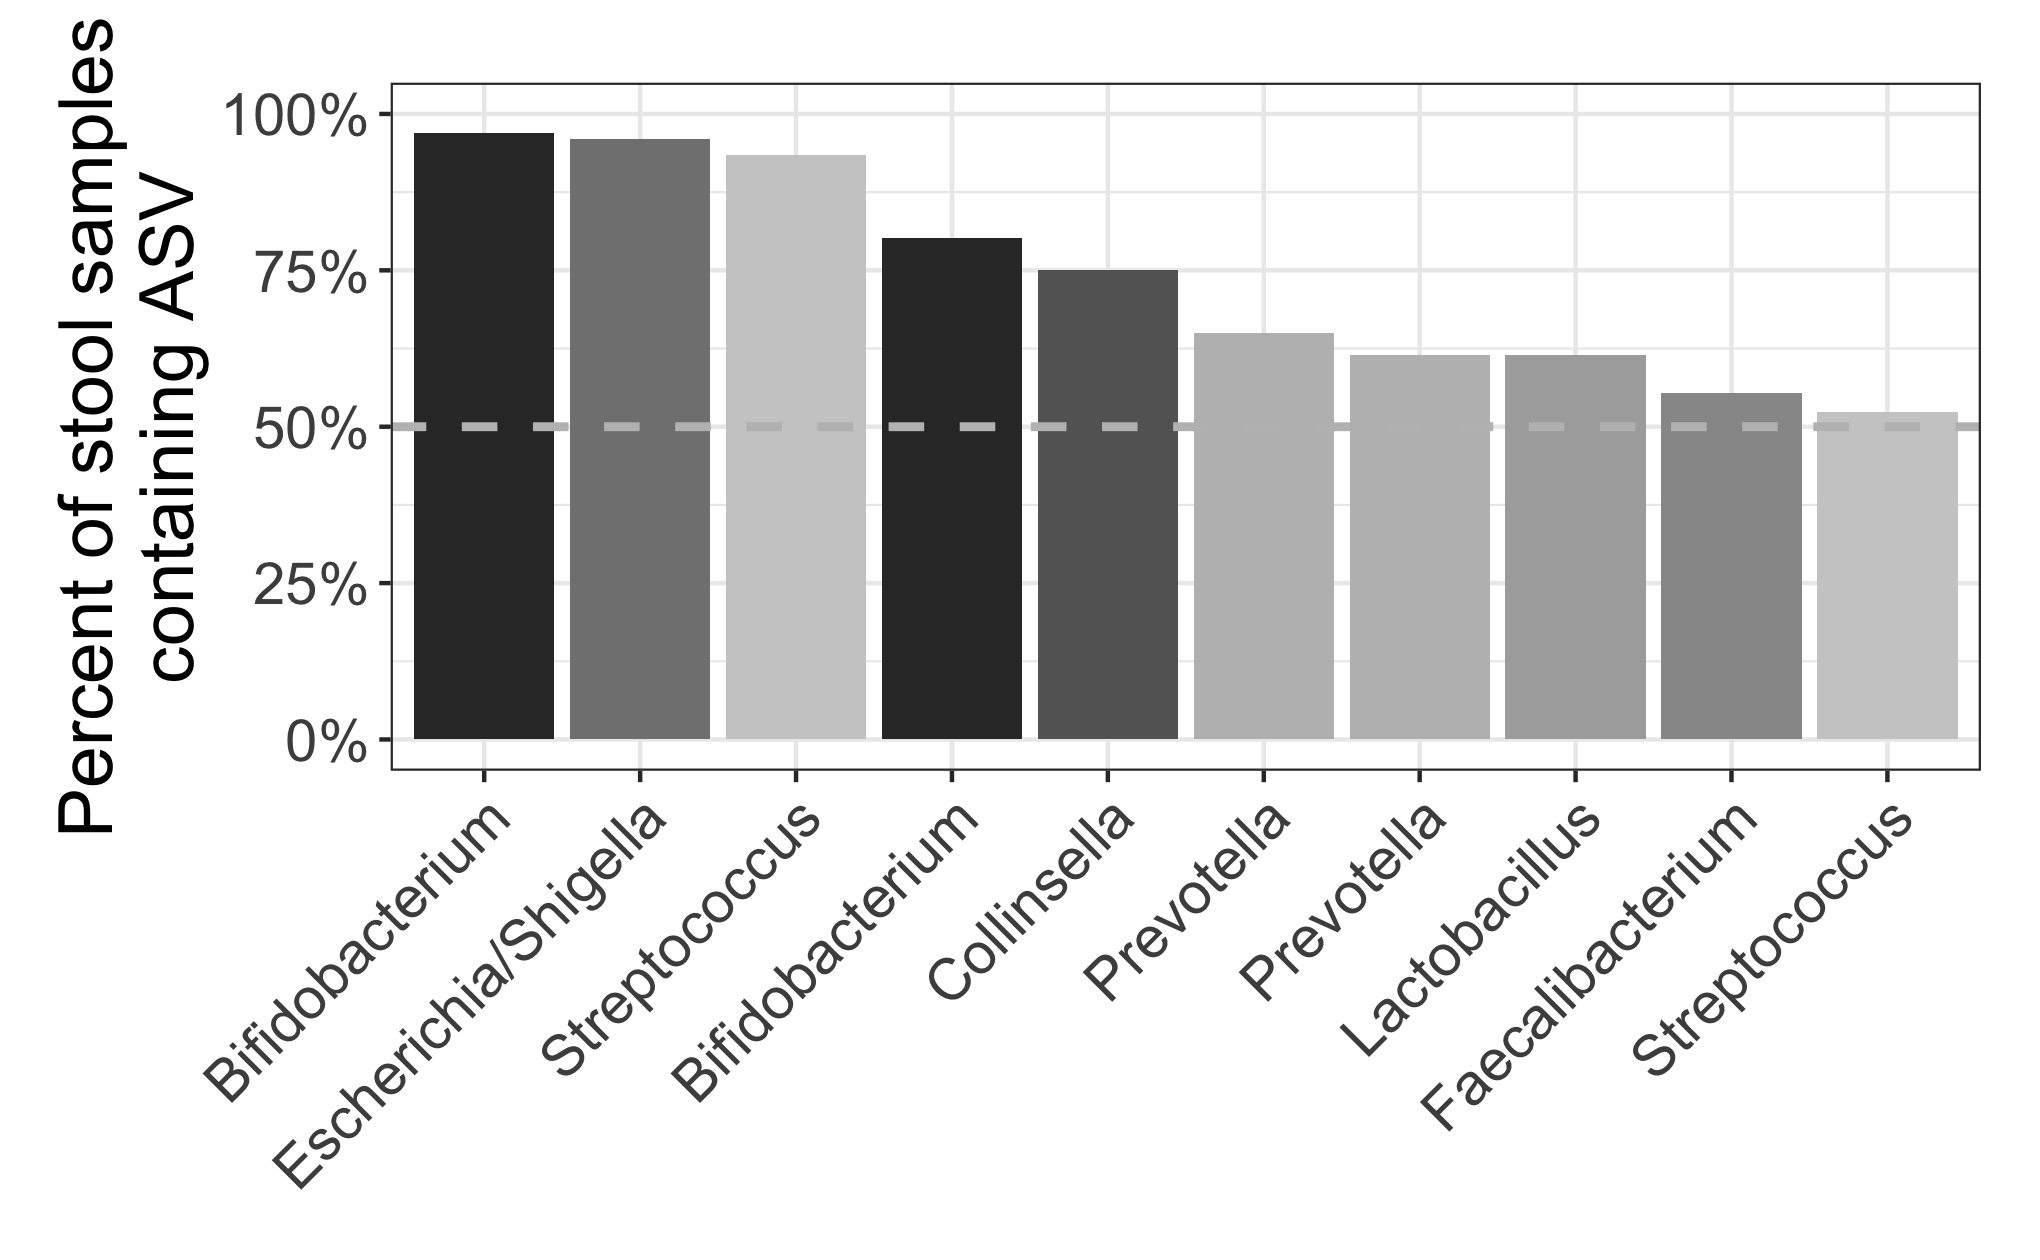 Percent of stool samples
containing ASV
100%
75%
50%
25%
0%
Bifidobacterium
Escherichia/Shigella
Streptococcus
Bifidobacterium
Collinsella
Prevotella
Prevotella
Lactobacillus
Faecalibacterium
Streptococcus